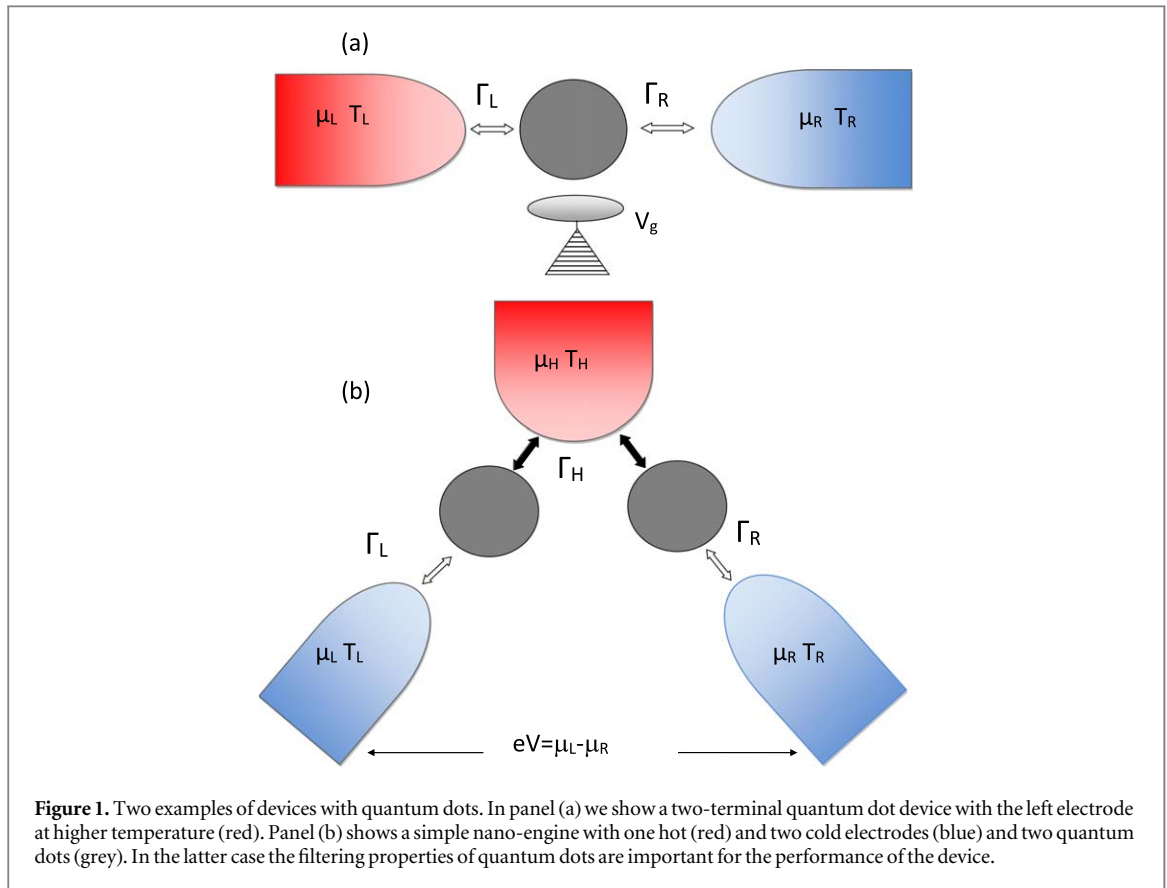 (a)
μL TL
ΓL
ΓR
μR TR
Vg
μH TH
(b)
ΓH
ΓL
ΓR
μL TL
μR TR
eV=μL-μR
Figure 1. Two examples of devices with quantum dots. In panel (a) we show a two-terminal quantum dot device with the left electrode
at higher temperature (red). Panel (b) shows a simple nano-engine with one hot (red) and two cold electrodes (blue) and two quantum
dots (grey). In the latter case the filtering properties of quantum dots are important for the performance of the device.